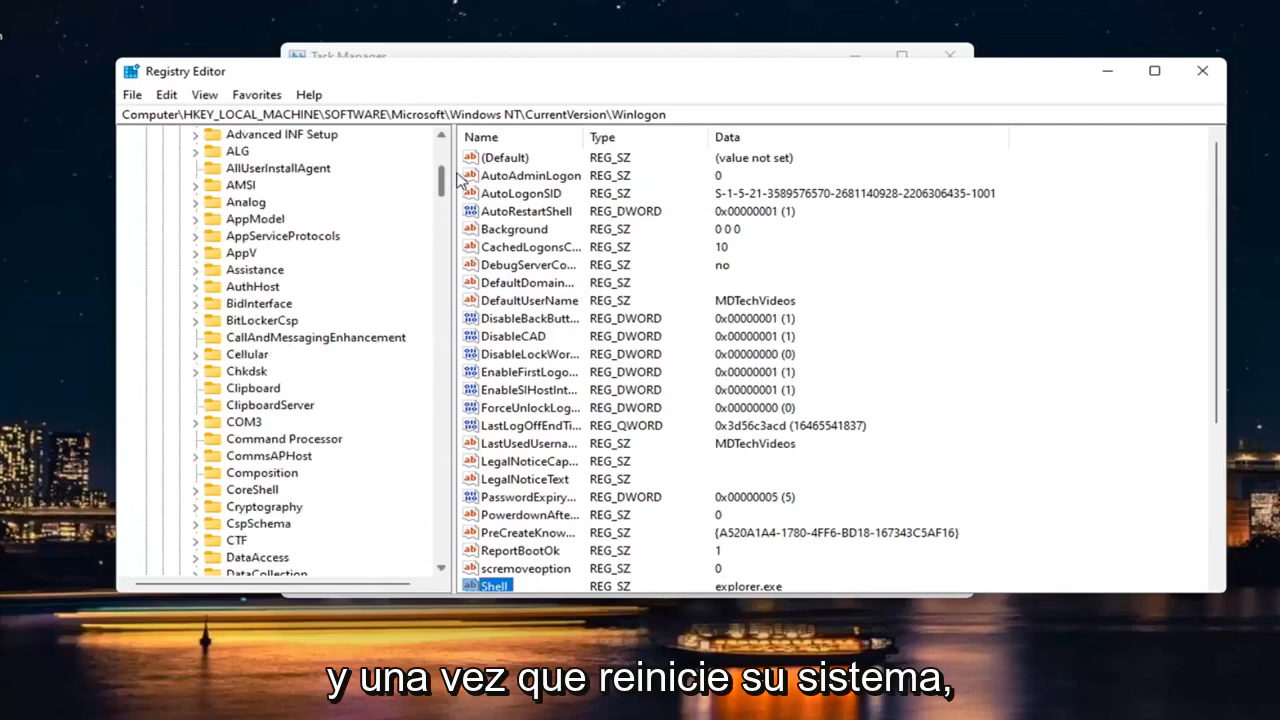 Task Manager
Registry Editor
File Edit View Favorites Help
Computer\HKEY_LOCAL_MACHINE\SOFTWARE\Microsoft\Windows NT\CurrentVersion\Winlogon
Advanced INF Setup
ALG
AllUserInstallAgent
AMSI
Analog
AppModel
AppServiceProtocols
AppV
Assistance
AuthHost
BidInterface
BitLockerCsp
CallAndMessagingEnhancement
Cellular
Chkdsk
Clipboard
ClipboardServer
COM3
Command Processor
CommsAPHost
Composition
CoreShell
Cryptography
CspSchema
CTF
DataAccess
DataCollection
Name Type Data
(Default) REG_SZ (value not set)
AutoAdminLogon REG_SZ 0
AutoLogonSID REG_SZ S-1-5-21-3589576570-2681140928-2206306435-1001
AutoRestartShell REG_DWORD 0x00000001 (1)
Background REG_SZ 0 0 0
CachedLogonsC... REG_SZ 10
DebugServerCo... REG_SZ no
DefaultDomain... REG_SZ
DefaultUserName REG_SZ MDTechVideos
DisableBackButt... REG_DWORD 0x00000001 (1)
DisableCAD REG_DWORD 0x00000001 (1)
DisableLockWor... REG_DWORD 0x00000000 (0)
EnableFirstLogo... REG_DWORD 0x00000001 (1)
EnableSIHostInt... REG_DWORD 0x00000001 (1)
ForceUnlockLog... REG_DWORD 0x00000000 (0)
LastLogOffEndTi... REG_QWORD 0x3d56c3acd (16465541837)
LastUsedUserna... REG_SZ MDTechVideos
LegalNoticeCap... REG_SZ
LegalNoticeText REG_SZ
PasswordExpiry... REG_DWORD 0x00000005 (5)
PowerdownAfte... REG_SZ 0
PreCreateKnow... REG_SZ {A520A1A4-1780-4FF6-BD18-167343C5AF16}
ReportBootOk REG_SZ 1
scremoveoption REG_SZ 0
Shell REG_SZ explorer.exe
y una vez que reinicie su sistema,